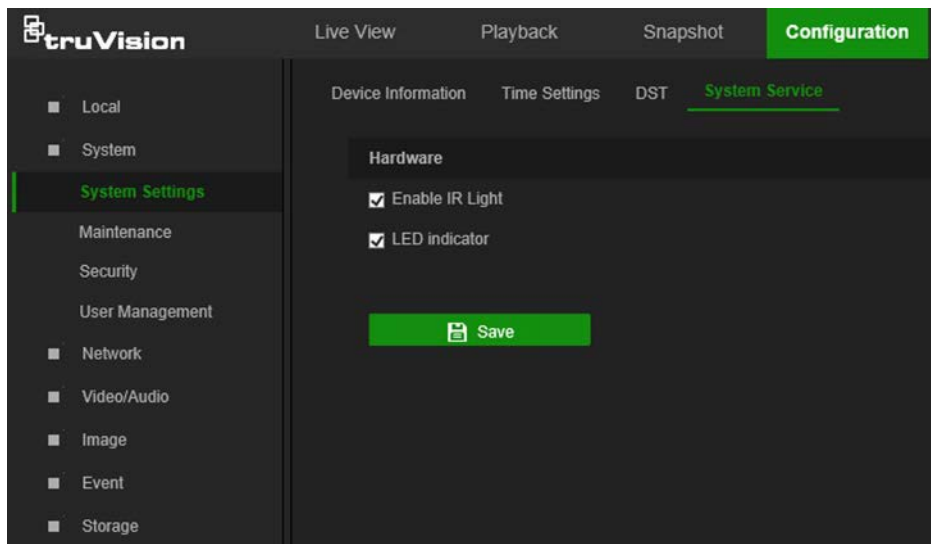 truVision
Live View Playback Snapshot Configuration
Device Information Time Settings DST System Service
Local
System
System Settings
Maintenance
Security
User Management
Network
Video/Audio
Image
Event
Storage
Hardware
Enable IR Light
LED indicator
Save